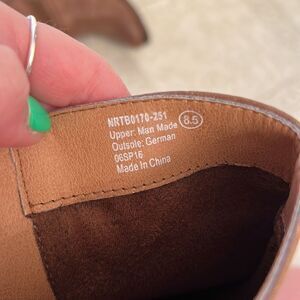 NRTB0170-251
Upper: Man Made 8.5
Outsole: German
06SP16
Made In China